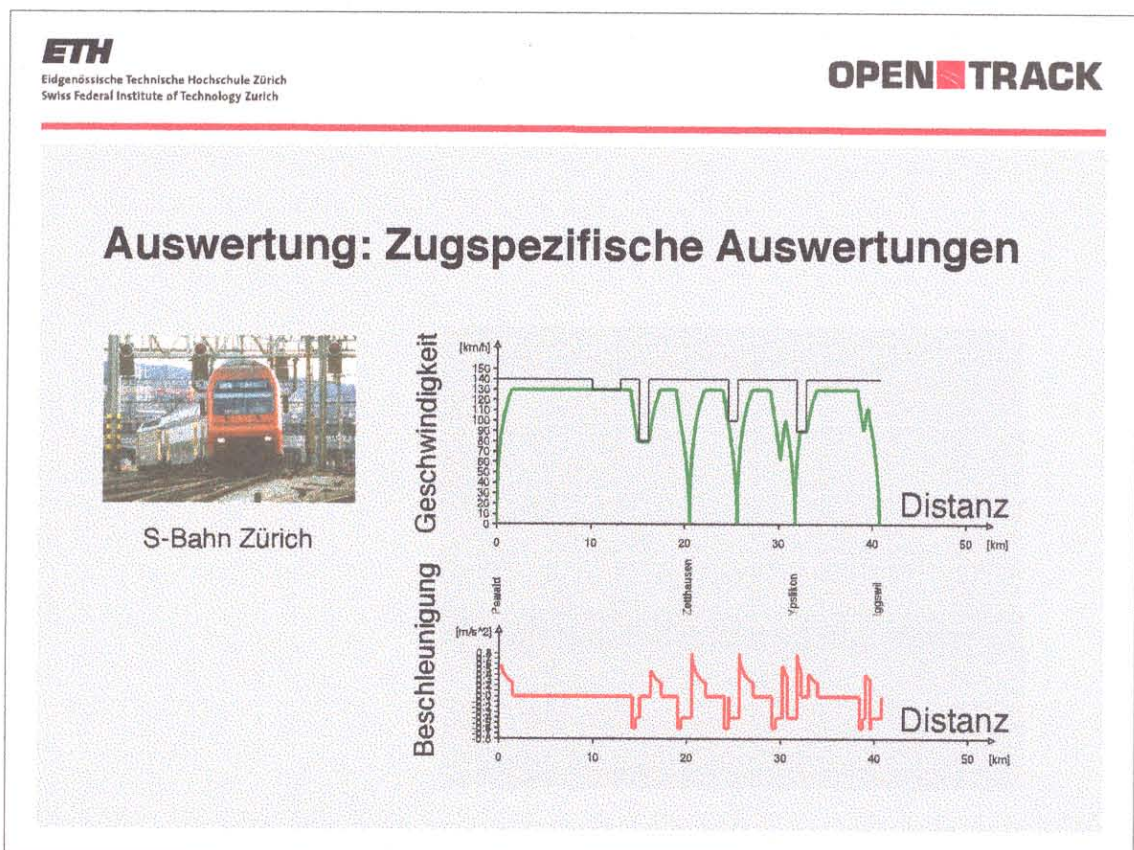 ETH
Eidgenössische Technische Hochschule Zürich
Swiss Federal Institute of Technology Zurich
OPEN TRACK
Auswertung: Zugspezifische Auswertungen
S-Bahn Zürich
Geschwindigkeit
[km/h]
150
140
130
120
110
100
90
80
70
60
50
40
30
20
10
0
Distanz
0 10 20 30 40 50 [km]
Zetthausen
Ypslikon
Iggswil
Beschleunigung
[m/s^2]
Distanz
0 10 20 30 40 50 [km]